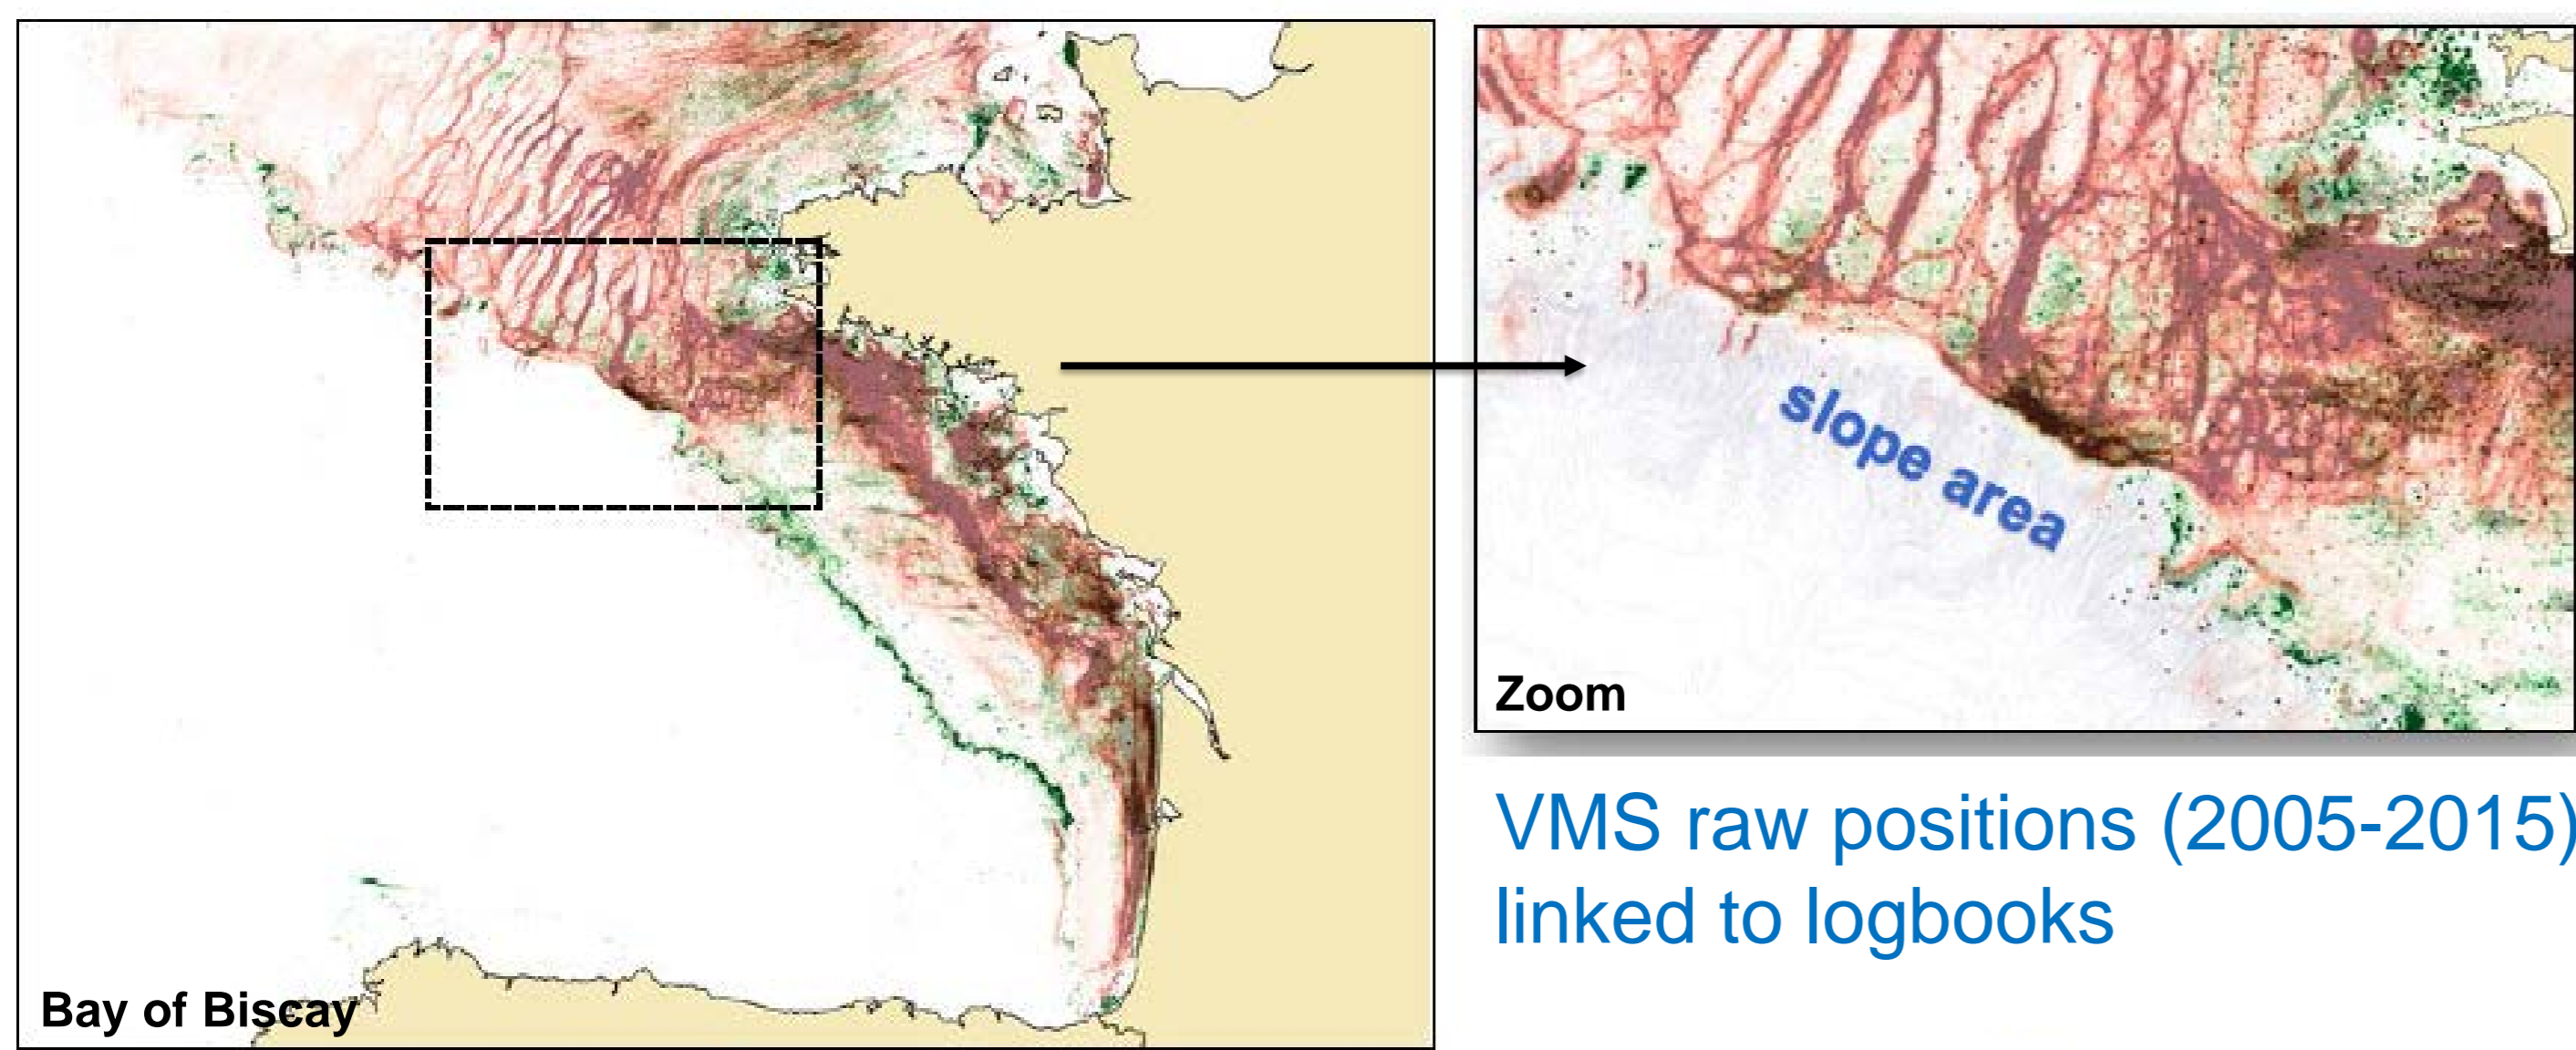 Bay of Biscay
slope area
Zoom
VMS raw positions (2005-2015)
linked to logbooks